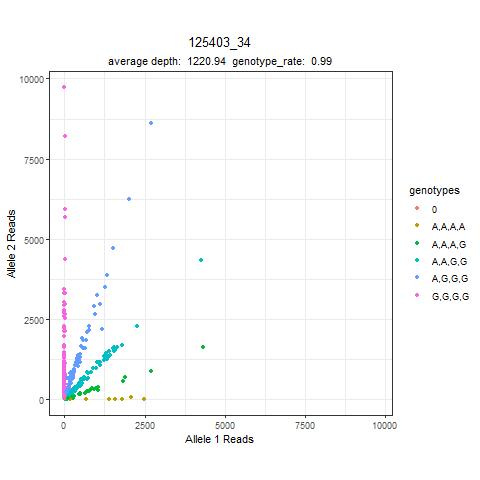 125403_34
average depth:  1220.94  genotype_rate:  0.99
10000
7500
5000
2500
0
0
2500
5000
7500
10000
Allele 1 Reads
Allele 2 Reads
genotypes
0
A,A,A,A
A,A,A,G
A,A,G,G
A,G,G,G
G,G,G,G